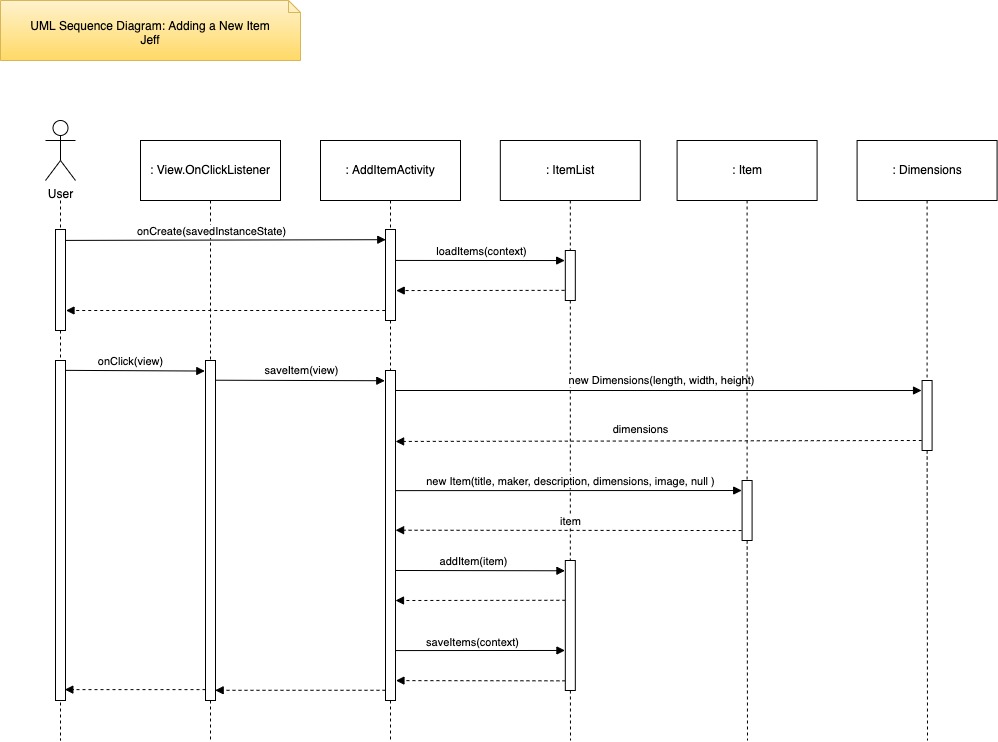 UML Sequence Diagram: Adding a New Item
Jeff
User
: View.OnClickListener
: AddItemActivity
: ItemList
: Item
: Dimensions
onCreate(savedInstanceState)
loadItems(context)
onClick(view)
saveItem(view)
new Dimensions(length, width, height)
dimensions
new Item(title, maker, description, dimensions, image, null )
item
addItem(item)
saveItems(context)